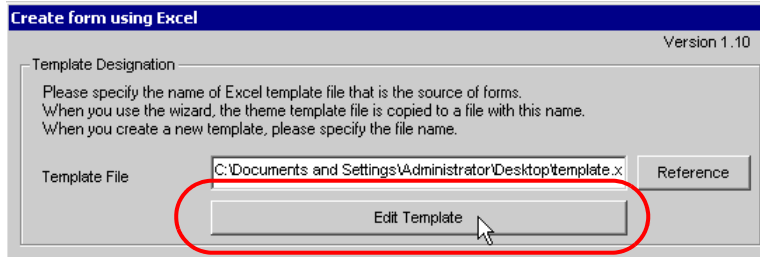 Create form using Excel
Version 1.10
Template Designation
Please specify the name of Excel template file that is the source of forms.
When you use the wizard, the theme template file is copied to a file with this name.
When you create a new template, please specify the file name.
Template File
C:\Documents and Settings\Administrator\Desktop\template.x
Reference
Edit Template